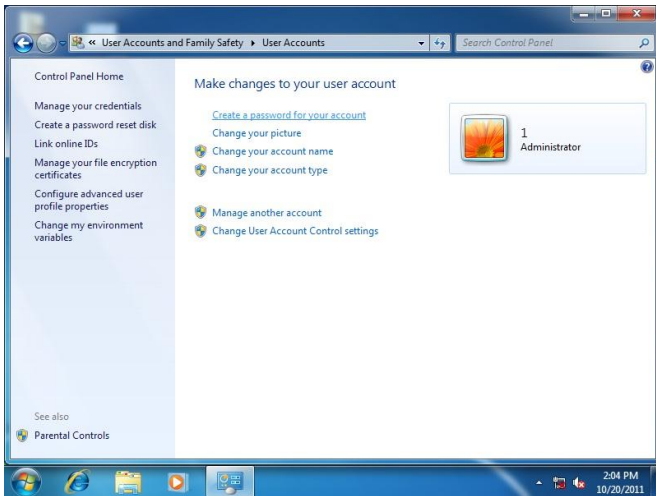 « User Accounts and Family Safety ▸ User Accounts
Search Control Panel
Control Panel Home
Manage your credentials
Create a password reset disk
Link online IDs
Manage your file encryption
certificates
Configure advanced user
profile properties
Change my environment
variables
See also
Parental Controls
Make changes to your user account
Create a password for your account
Change your picture
Change your account name
Change your account type
Manage another account
Change User Account Control settings
1
Administrator
2:04 PM
10/20/2011